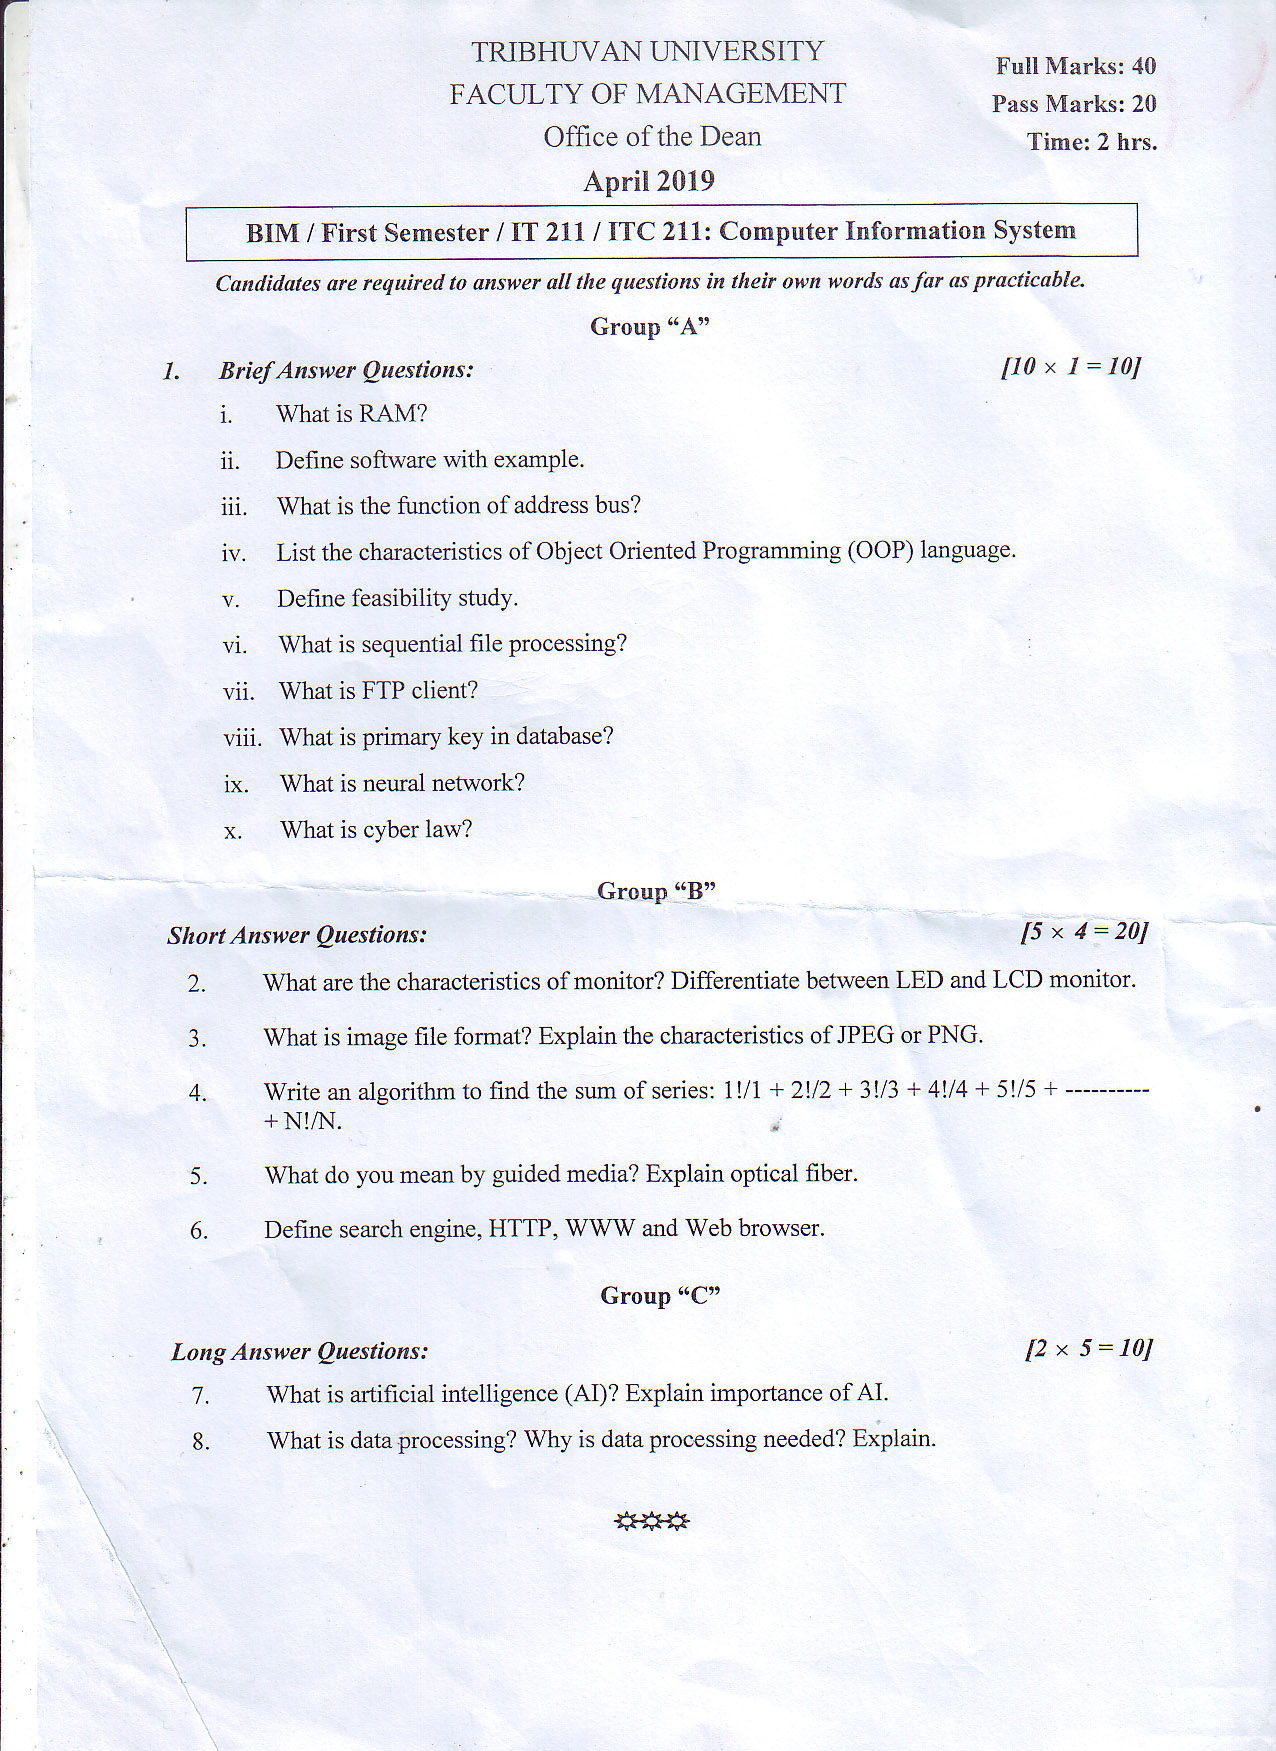 TRIBHUVAN UNIVERSITY
FACULTY OF MANAGEMENT
Office of the Dean
April 2019
Full Marks: 40
Pass Marks: 20
Time: 2 hrs.
BIM / First Semester / IT 211 / ITC 211: Computer Information System
Candidates are required to answer all the questions in their own words as far as practicable.
Group “A”
1. Brief Answer Questions: [10 × 1 = 10]
i. What is RAM?
ii. Define software with example.
iii. What is the function of address bus?
iv. List the characteristics of Object Oriented Programming (OOP) language.
v. Define feasibility study.
vi. What is sequential file processing?
vii. What is FTP client?
viii. What is primary key in database?
ix. What is neural network?
x. What is cyber law?
Group “B”
Short Answer Questions: [5 × 4 = 20]
2. What are the characteristics of monitor? Differentiate between LED and LCD monitor.
3. What is image file format? Explain the characteristics of JPEG or PNG.
4. Write an algorithm to find the sum of series: 1!/1 + 2!/2 + 3!/3 + 4!/4 + 5!/5 + ----------
+ N!/N.
5. What do you mean by guided media? Explain optical fiber.
6. Define search engine, HTTP, WWW and Web browser.
Group “C”
Long Answer Questions: [2 × 5 = 10]
7. What is artificial intelligence (AI)? Explain importance of AI.
8. What is data processing? Why is data processing needed? Explain.